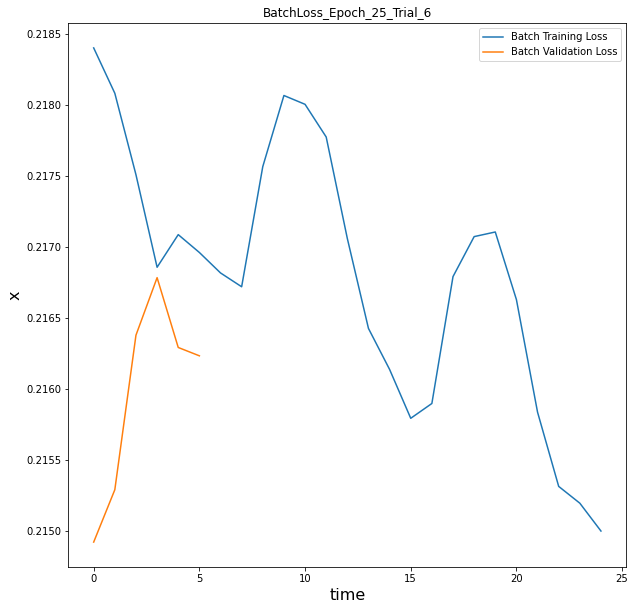 BatchLoss_Epoch_25_Trial_6
Batch Training Loss
Batch Validation Loss
0.2185
0.2180
0.2175
0.2170
0.2165
0.2160
0.2155
0.2150
x
0
5
10
15
20
25
time